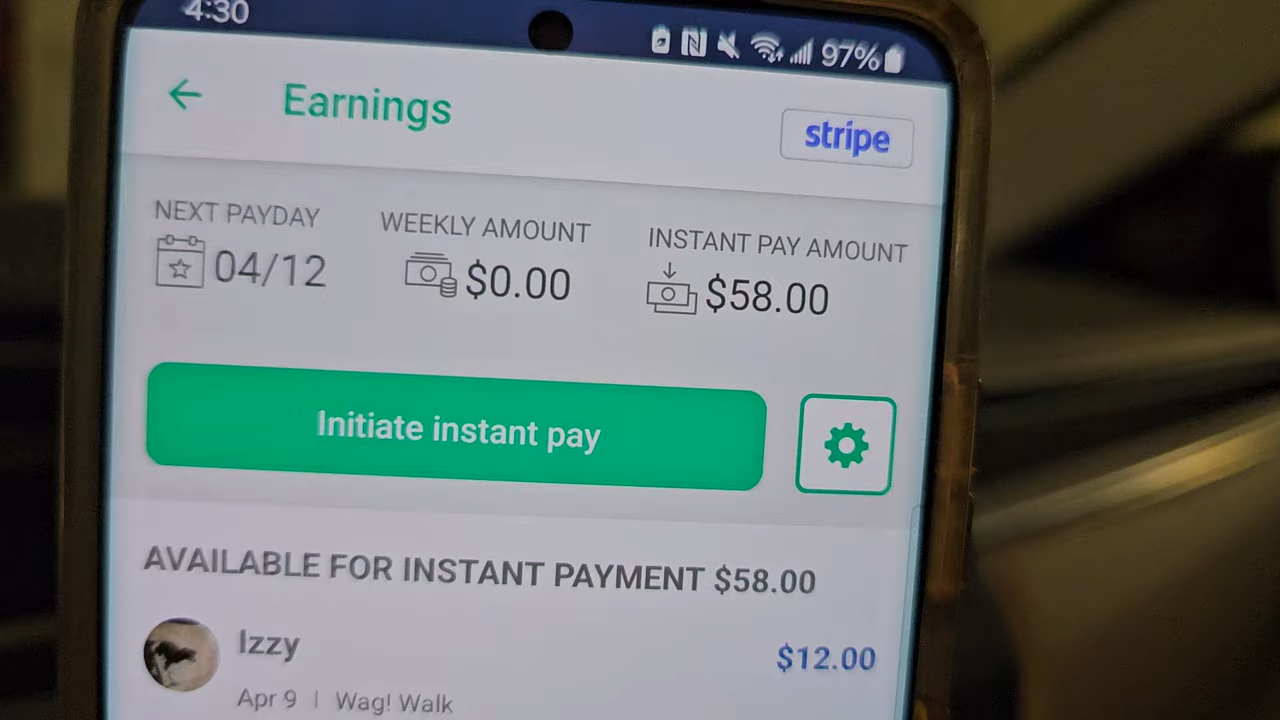 4:30 97%
Earnings
stripe
NEXT PAYDAY WEEKLY AMOUNT INSTANT PAY AMOUNT
04/12 $0.00 $58.00
Initiate instant pay
AVAILABLE FOR INSTANT PAYMENT $58.00
Izzy $12.00
Apr 9 | Wag! Walk